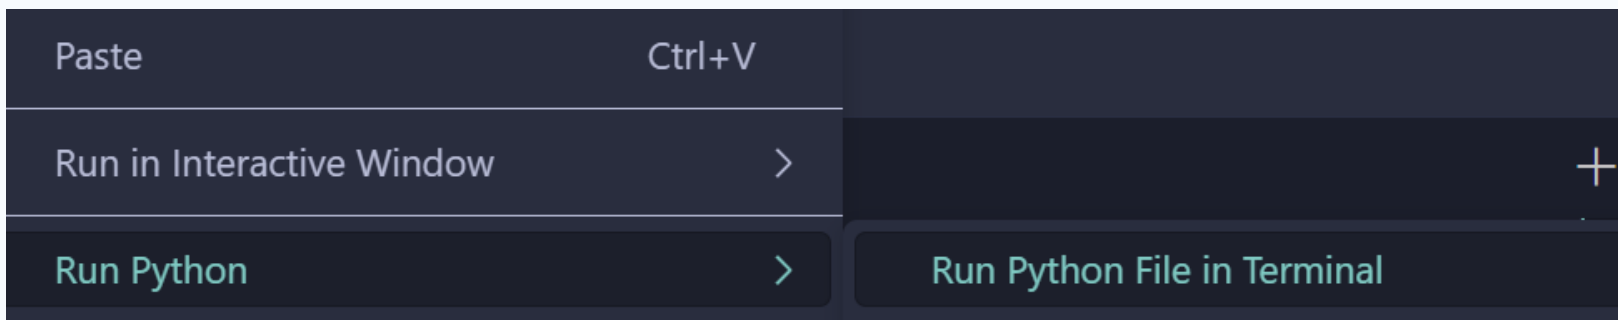 Paste Ctrl+V
Run in Interactive Window
Run Python
Run Python File in Terminal